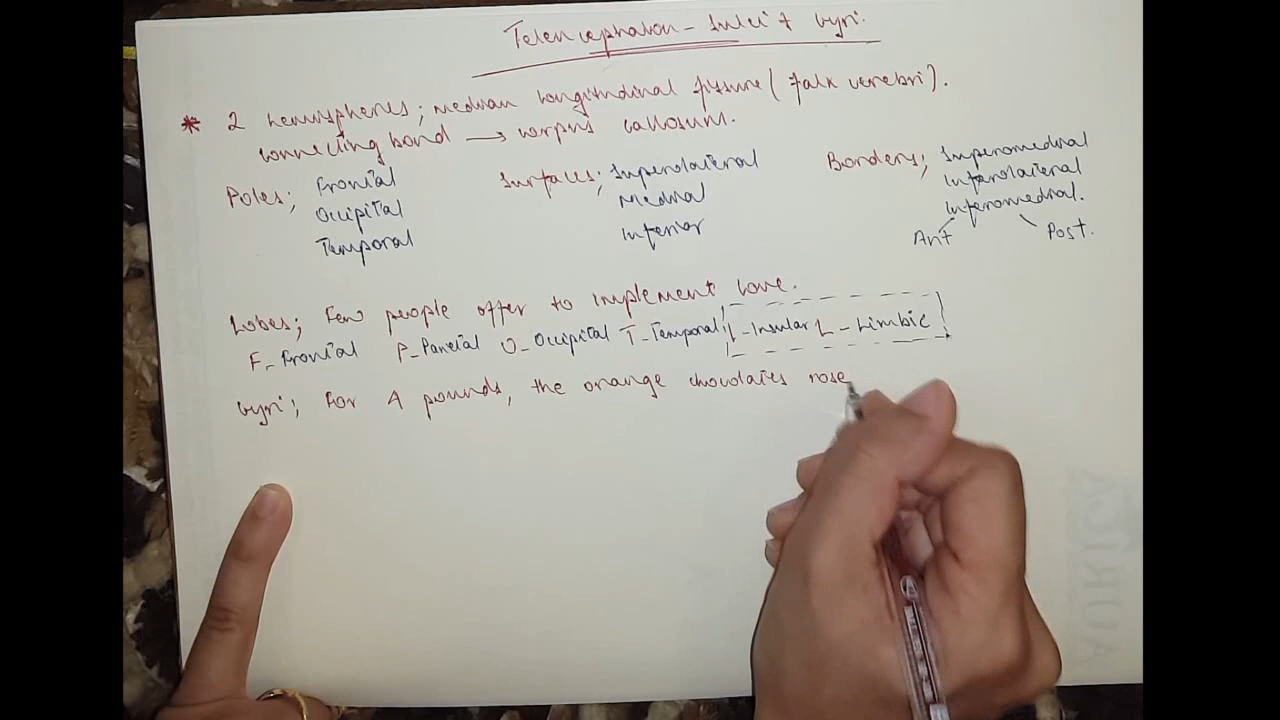 Telencephalon - Sulci + Gyri.
* 2 hemispheres; median longitudinal fissure (falx cerebri).
connecting band → corpus callosum.
Poles; Frontal
Occipital
Temporal
Surfaces; Superolateral
Medial
Inferior
Borders; Superomedial
Inferolateral
Inferomedial.
Ant Post.
Lobes; Few people offer to implement love.
F-Frontal P-Parietal O-Occipital T-Temporal I-Insular L-Limbic
Gyri; For 4 pounds, the orange chocolates rose
AURIGA